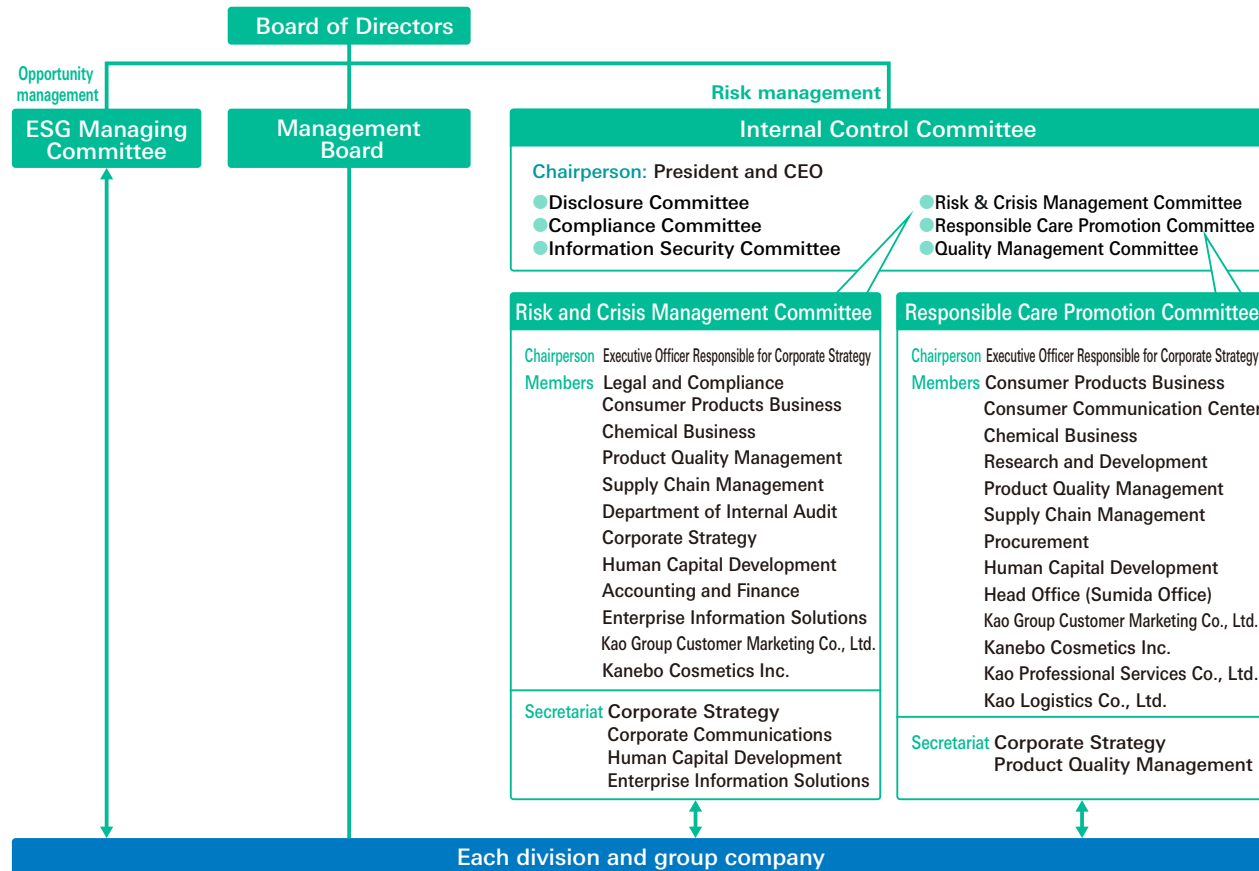 Board of Directors
Opportunity
management
Risk management
ESG Managing
Committee
Management
Board
Internal Control Committee
Chairperson: President and CEO
●Disclosure Committee
●Compliance Committee
●Information Security Committee
●Risk & Crisis Management Committee
●Responsible Care Promotion Committee
●Quality Management Committee
Risk and Crisis Management Committee
Chairperson Executive Officer Responsible for Corporate Strategy
Members Legal and Compliance
Consumer Products Business
Chemical Business
Product Quality Management
Supply Chain Management
Department of Internal Audit
Corporate Strategy
Human Capital Development
Accounting and Finance
Enterprise Information Solutions
Kao Group Customer Marketing Co., Ltd.
Kanebo Cosmetics Inc.
Secretariat Corporate Strategy
Corporate Communications
Human Capital Development
Enterprise Information Solutions
Responsible Care Promotion Committee
Chairperson Executive Officer Responsible for Corporate Strategy
Members Consumer Products Business
Consumer Communication Center
Chemical Business
Research and Development
Product Quality Management
Supply Chain Management
Procurement
Human Capital Development
Head Office (Sumida Office)
Kao Group Customer Marketing Co., Ltd.
Kanebo Cosmetics Inc.
Kao Professional Services Co., Ltd.
Kao Logistics Co., Ltd.
Secretariat Corporate Strategy
Product Quality Management
Each division and group company